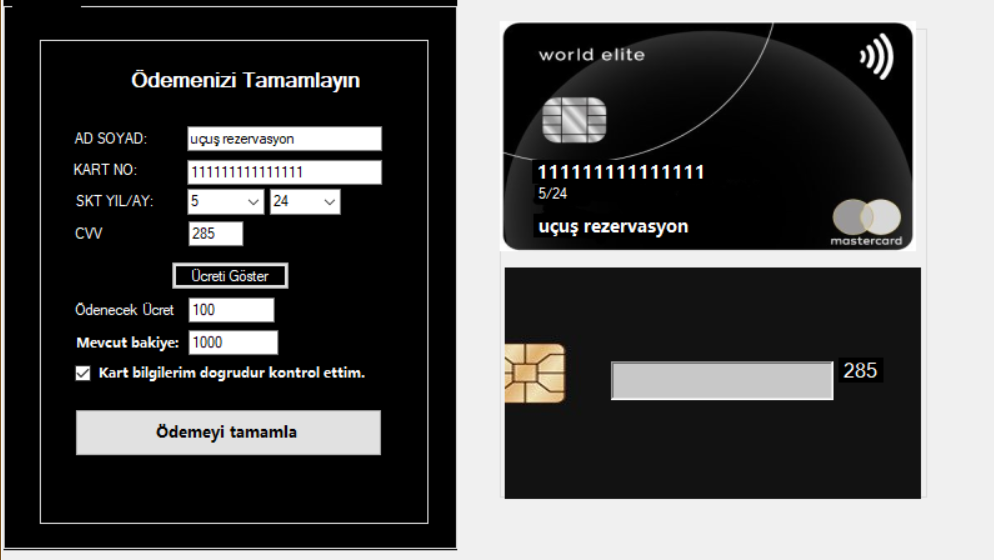 Ödemenizi Tamamlayın
AD SOYAD: uçuş rezervasyon
KART NO: 111111111111111
SKT YIL/AY: 5 24
CVV 285
Ücreti Göster
Ödenecek Ücret 100
Mevcut bakiye: 1000
Kart bilgilerim dogrudur kontrol ettim.
Ödemeyi tamamla
world elite
111111111111111
5/24
uçuş rezervasyon
mastercard
285